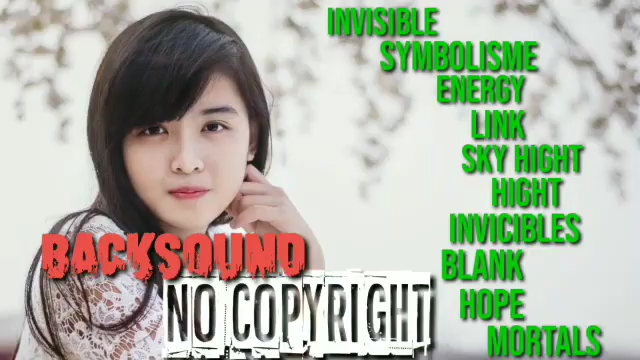 INVISIBLE
SYMBOLISME
ENERGY
LINK
SKY HIGHT
HIGHT
INVICIBLES
BLANK
HOPE
MORTALS
BACKSOUND
NO COPYRIGHT